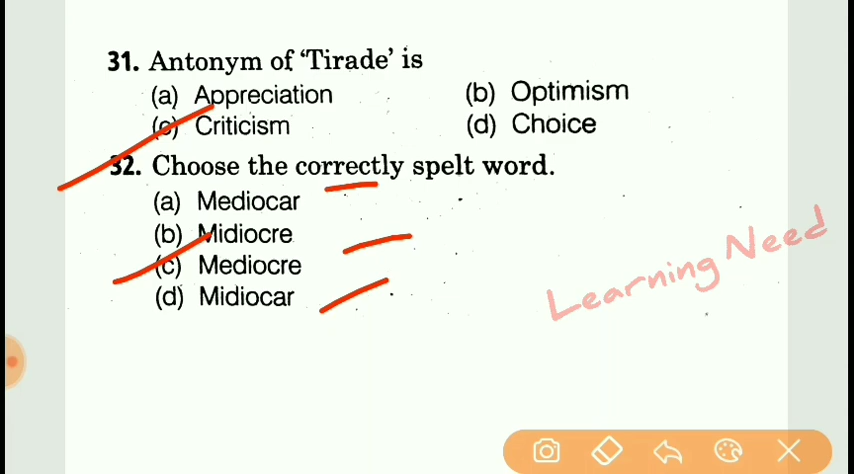 31. Antonym of 'Tirade' is
(a) Appreciation (b) Optimism
(c) Criticism (d) Choice
32. Choose the correctly spelt word.
(a) Mediocar
(b) Midiocre
(c) Mediocre
(d) Midiocar
Learning Need